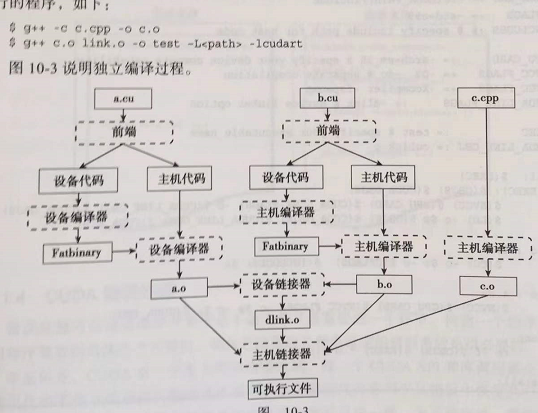 行的程序，如下：
$ g++ -c c.cpp -o c.o
$ g++ c.o link.o -o test -L<path> -lcudart
图 10-3 说明独立编译过程。
a.cu b.cu c.cpp
前端 前端
设备代码 主机代码 设备代码 主机代码
设备编译器 主机编译器
Fatbinary 设备编译器 Fatbinary 主机编译器 主机编译器
a.o 设备链接器 b.o c.o
dlink.o
主机链接器
可执行文件
图 10-3